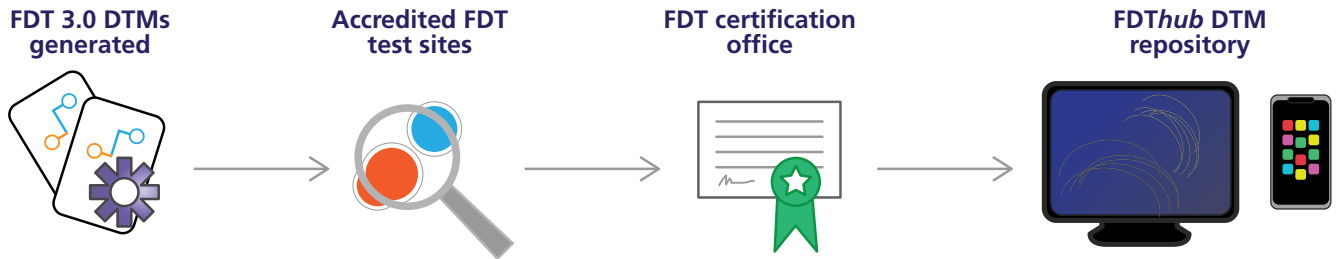 FDT 3.0 DTMs
generated
Accredited FDT
test sites
FDT certification
office
FDThub DTM
repository